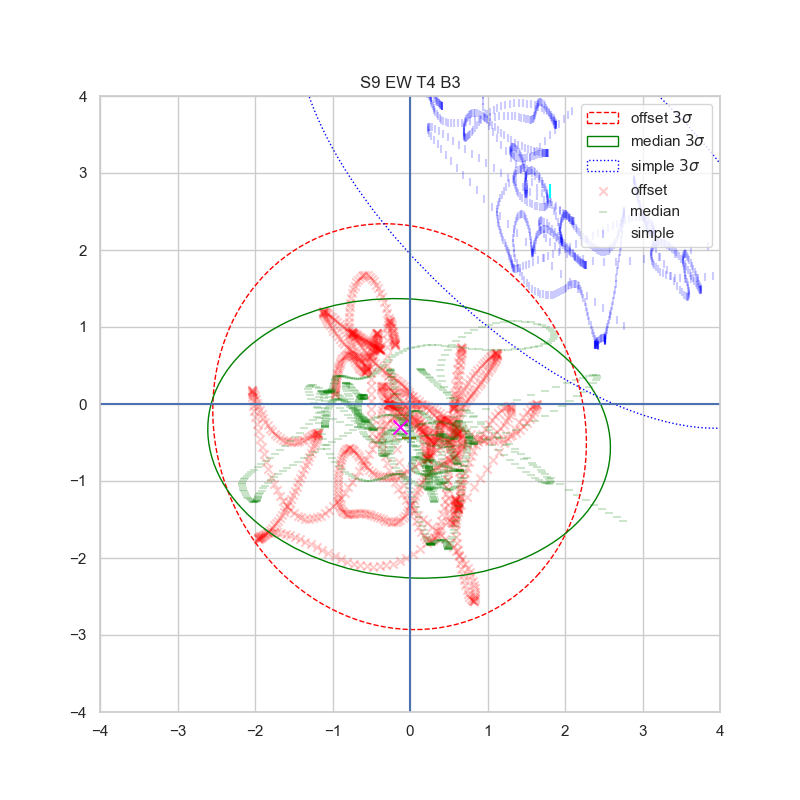 S9 EW T4 B3
4
3
2
1
0
−1
−2
−3
−4
−4
−3
−2
−1
0
1
2
3
4
offset 3σ
median 3σ
simple 3σ
offset
median
simple